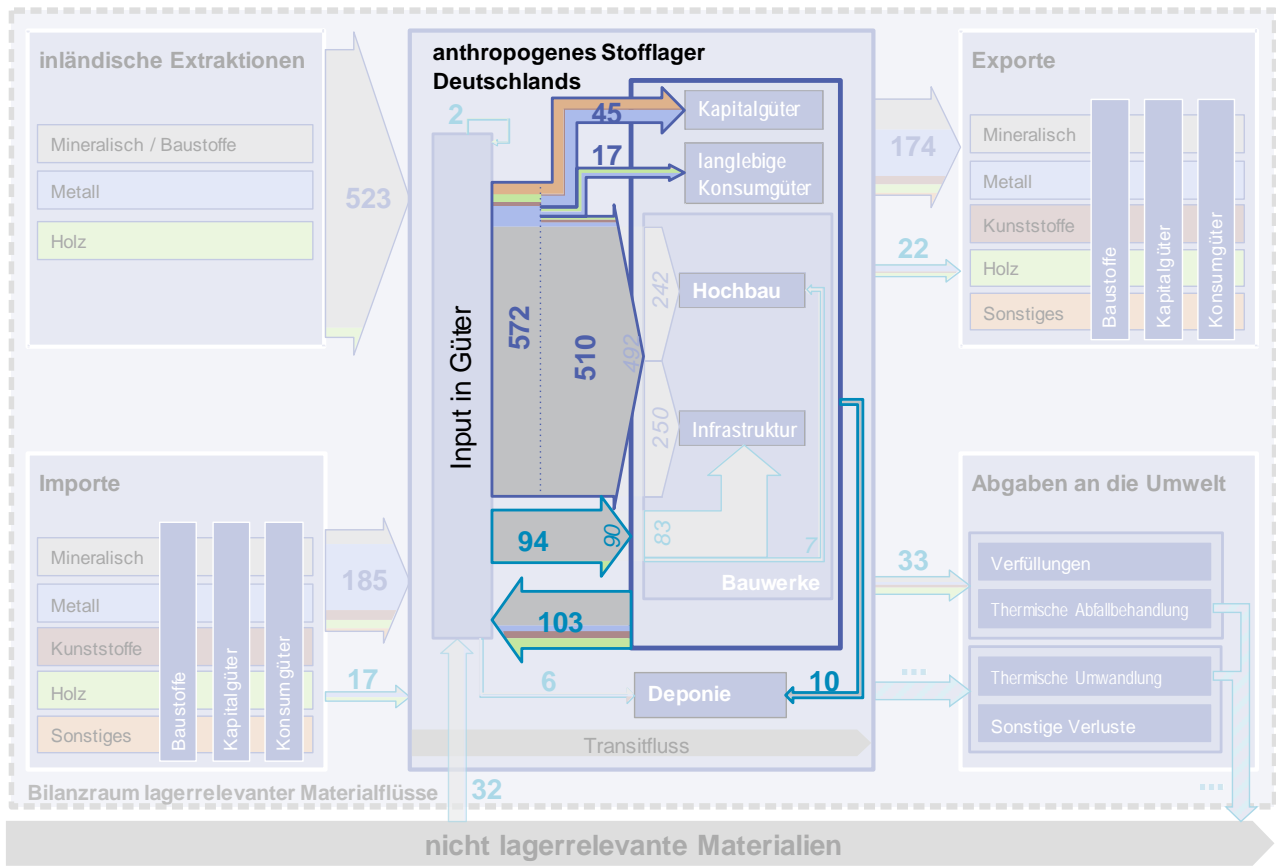 inländische Extraktionen
Mineralisch / Baustoffe
Metall
Holz
523
Importe
Mineralisch
Metall
Kunststoffe
Holz
Sonstiges
Baustoffe
Kapitalgüter
Konsumgüter
185
17
anthropogenes Stofflager
Deutschlands
2
Input in Güter
45
17
572
510
492
242
250
Kapitalgüter
langlebige
Konsumgüter
Hochbau
Infrastruktur
94
90
83
7
Bauwerke
103
6
Deponie
10
Transitfluss
32
Exporte
Mineralisch
Metall
Kunststoffe
Holz
Sonstiges
Baustoffe
Kapitalgüter
Konsumgüter
174
22
Abgaben an die Umwelt
Verfüllungen
Thermische Abfallbehandlung
Thermische Umwandlung
Sonstige Verluste
33
...
...
Bilanzraum lagerrelevanter Materialflüsse
nicht lagerrelevante Materialien